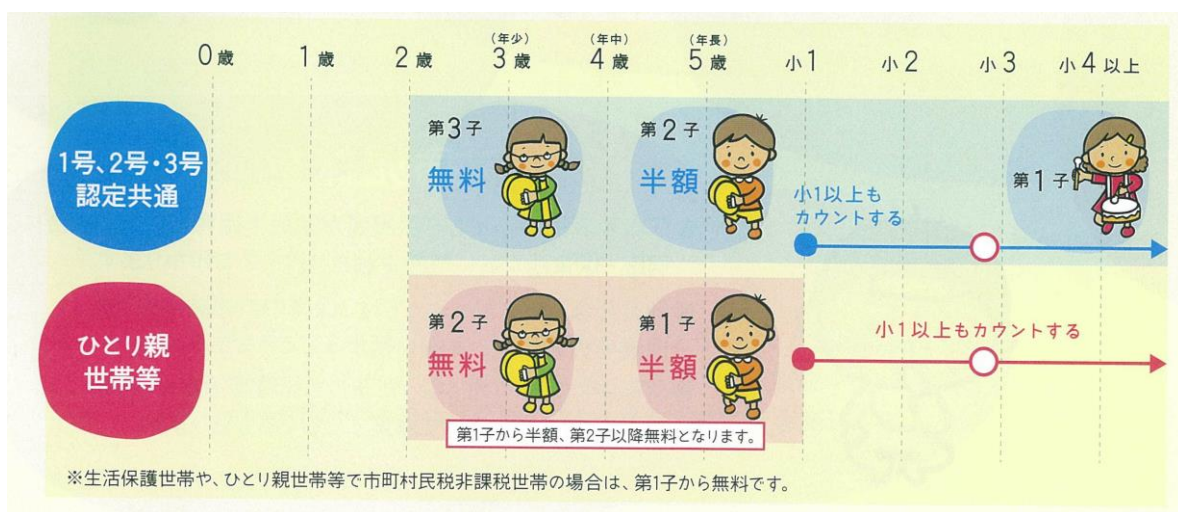 (年少) (年中) (年長)
0歳 1歳 2歳 3歳 4歳 5歳 小1 小2 小3 小4以上
1号、2号・3号
認定共通
第3子
無料
第2子
半額
小1以上も
カウントする
第1子
ひとり親
世帯等
第2子
無料
第1子
半額
小1以上もカウントする
第1子から半額、第2子以降無料となります。
※生活保護世帯や、ひとり親世帯等で市町村民税非課税世帯の場合は、第1子から無料です。